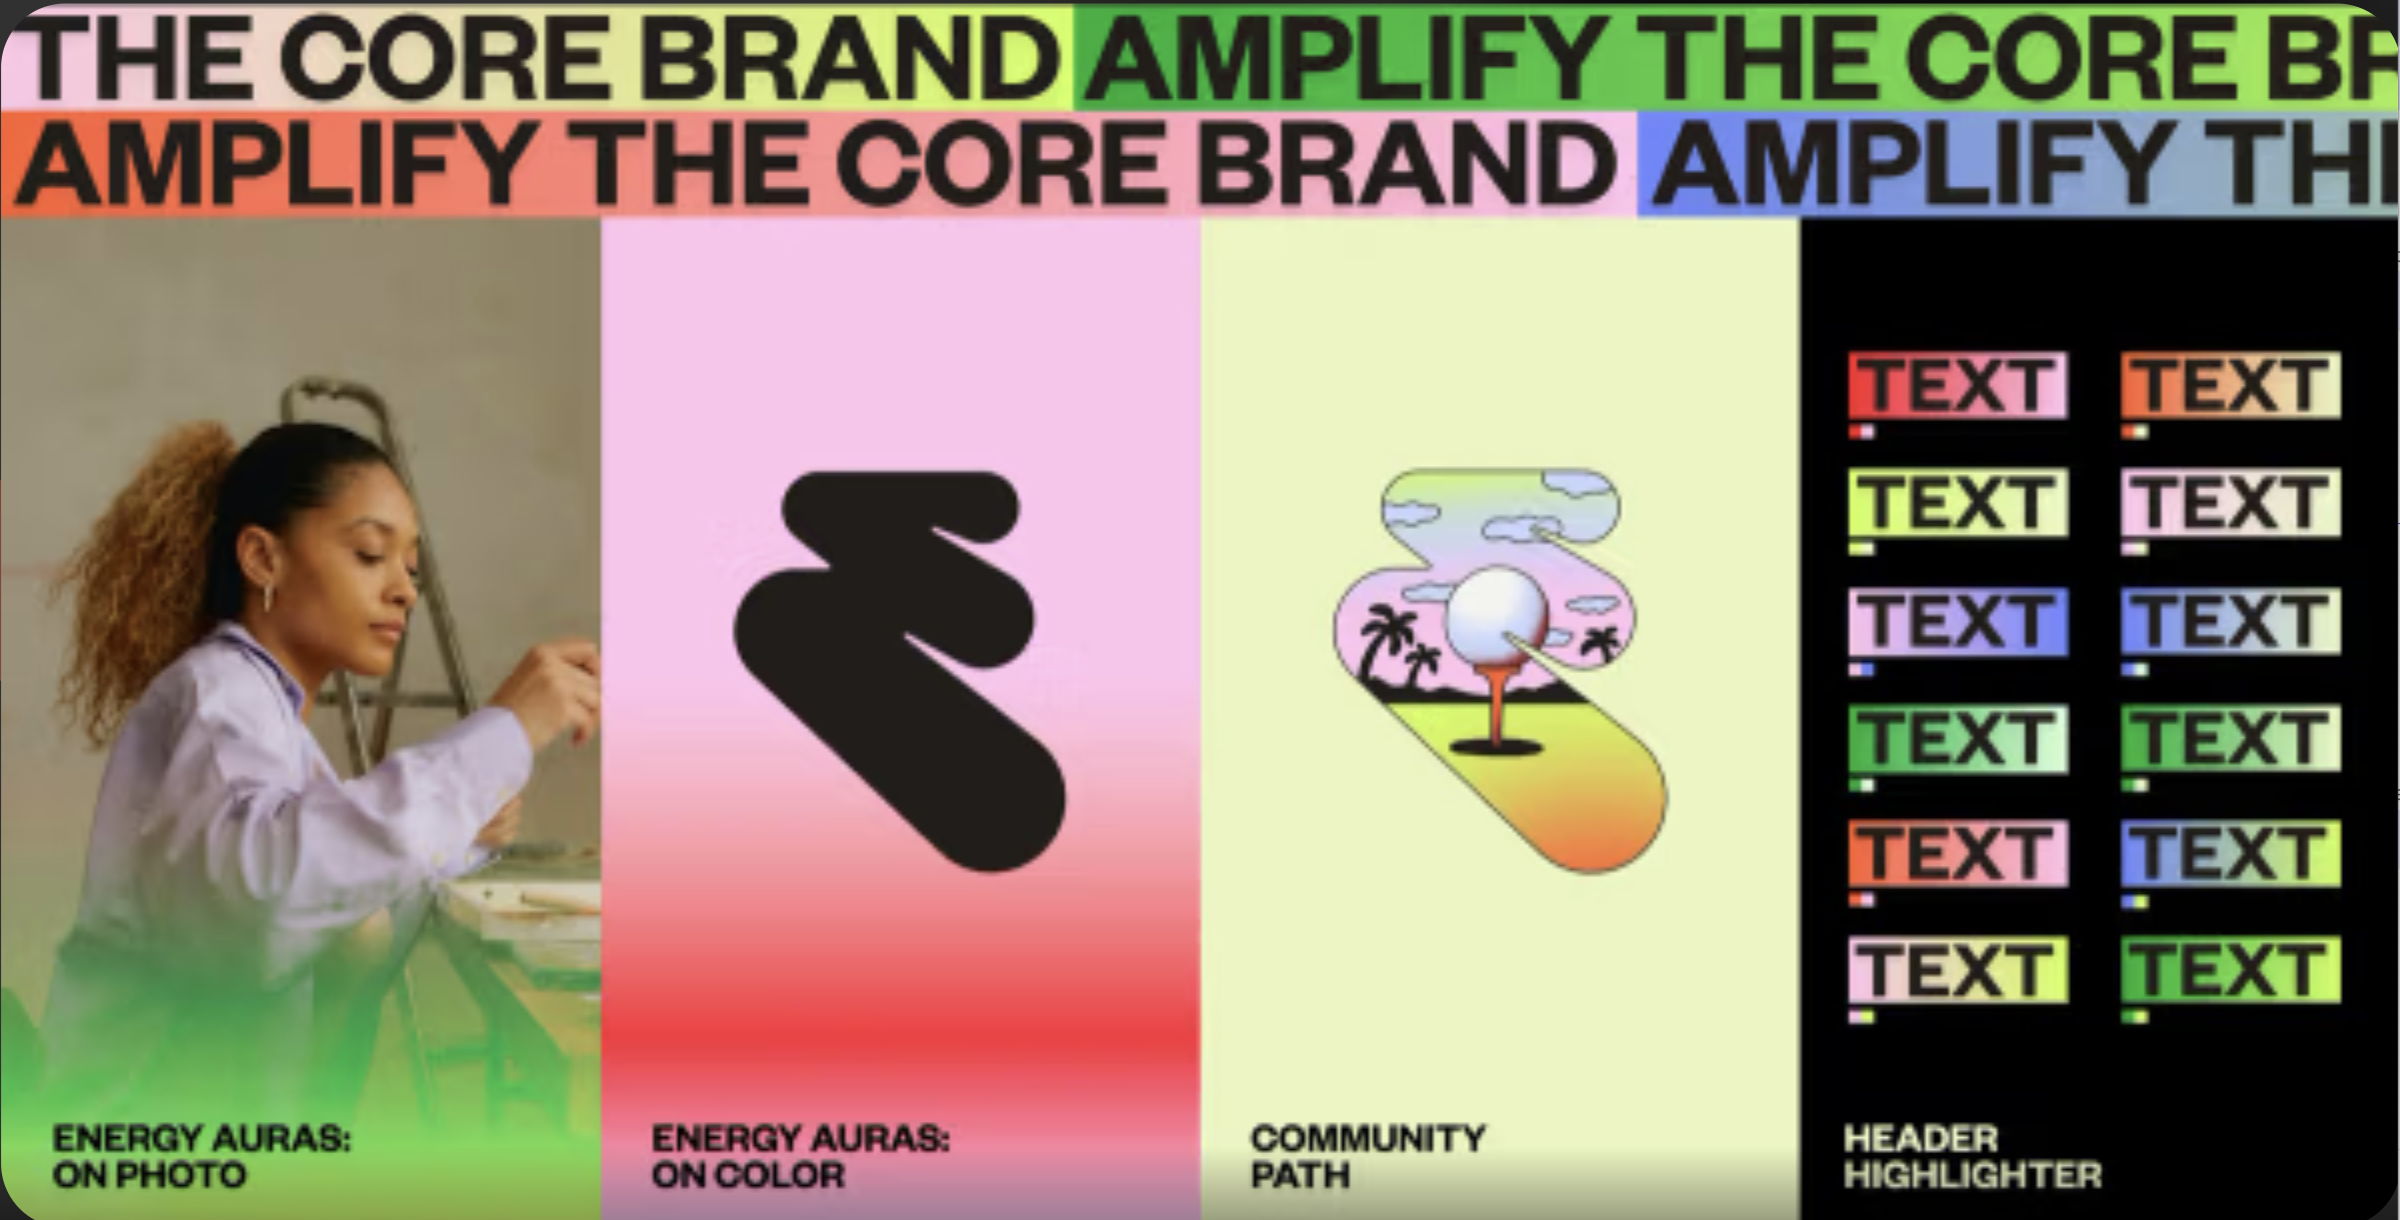 THE CORE BRAND AMPLIFY THE CORE BR
AMPLIFY THE CORE BRAND AMPLIFY TH
TEXT TEXT
TEXT TEXT
TEXT TEXT
TEXT TEXT
TEXT TEXT
TEXT TEXT
ENERGY AURAS:
ON PHOTO
ENERGY AURAS:
ON COLOR
COMMUNITY
PATH
HEADER
HIGHLIGHTER